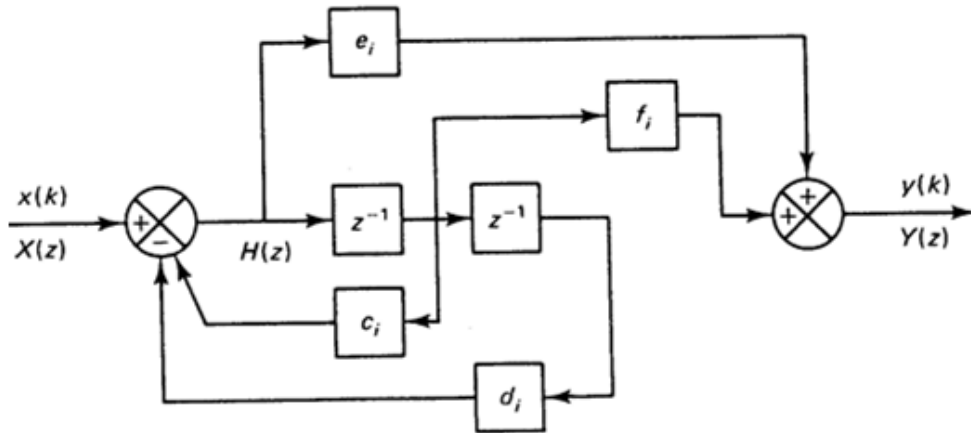 e_i
f_i
x(k)
X(z)
+
−
H(z)
z⁻¹
z⁻¹
+
+
y(k)
Y(z)
c_i
d_i